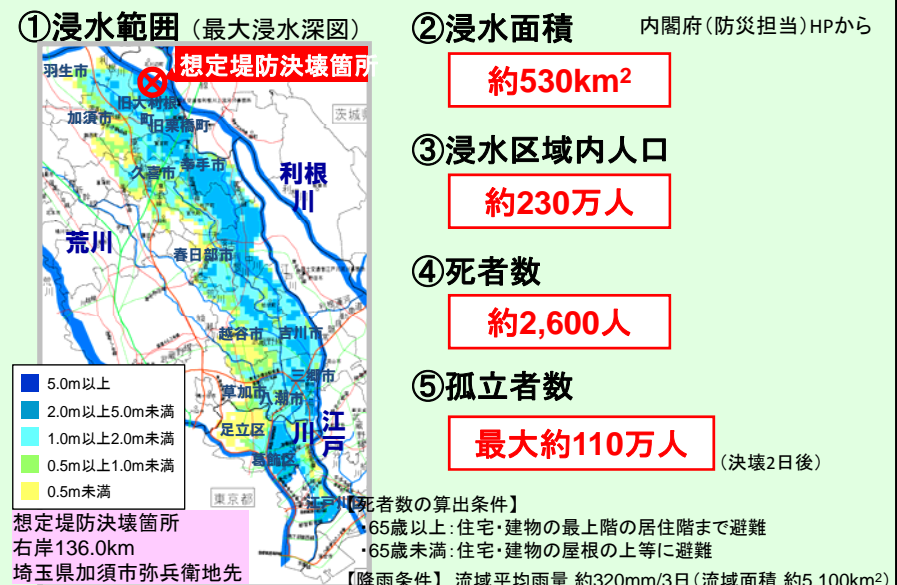 ①浸水範囲（最大浸水深図）
想定堤防決壊箇所
羽生市
旧大利根町
加須市
旧栗橋町
茨城県
久喜市
幸手市
利根川
荒川
春日部市
越谷市
吉川市
三郷市
草加市
八潮市
足立区
江戸川
葛飾区
東京都
江戸川
5.0m以上
2.0m以上5.0m未満
1.0m以上2.0m未満
0.5m以上1.0m未満
0.5m未満
想定堤防決壊箇所
右岸136.0km
埼玉県加須市弥兵衛地先
②浸水面積
内閣府（防災担当）HPから
約530km²
③浸水区域内人口
約230万人
④死者数
約2,600人
⑤孤立者数
最大約110万人
（決壊2日後）
【死者数の算出条件】
・65歳以上：住宅・建物の最上階の居住階まで避難
・65歳未満：住宅・建物の屋根の上等に避難
【降雨条件】 流域平均雨量 約320mm/3日（流域面積 約5,100km²）